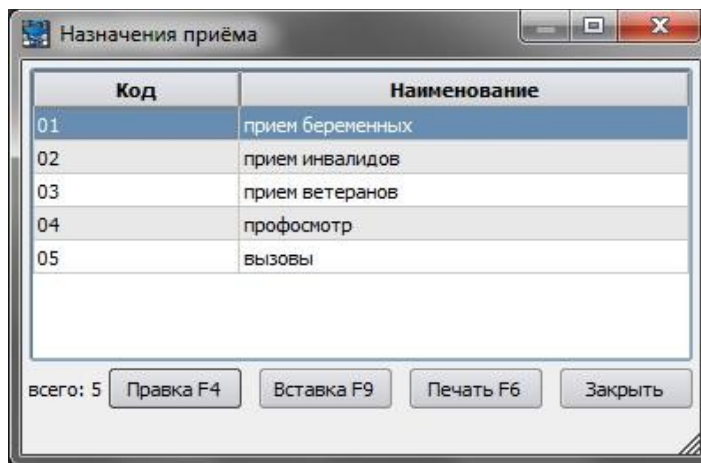 Назначения приёма
Код Наименование
01 прием беременных
02 прием инвалидов
03 прием ветеранов
04 профосмотр
05 вызовы
всего: 5 Правка F4 Вставка F9 Печать F6 Закрыть